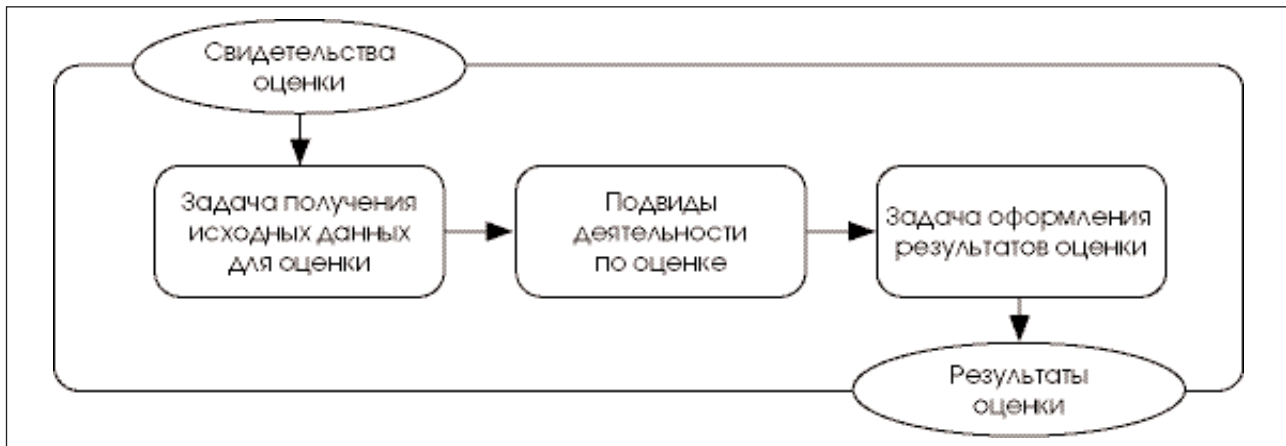 Свидетельства
оценки
Задача получения
исходных данных
для оценки
Подвиды
деятельности
по оценке
Задача оформления
результатов оценки
Результаты
оценки